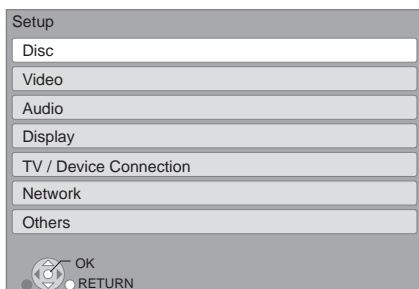 Setup
Disc
Video
Audio
Display
TV / Device Connection
Network
Others
OK
RETURN